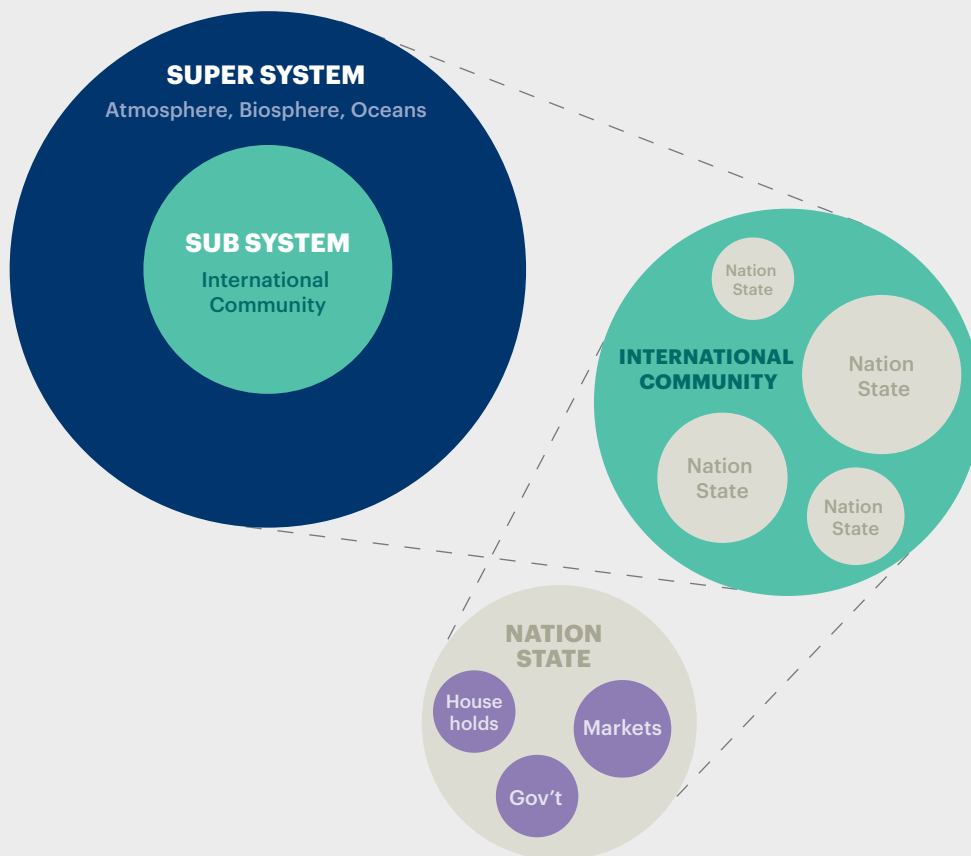 SUPER SYSTEM
Atmosphere, Biosphere, Oceans
SUB SYSTEM
International
Community
Nation
State
INTERNATIONAL
COMMUNITY
Nation
State
Nation
State
Nation
State
NATION
STATE
House
holds
Markets
Gov't